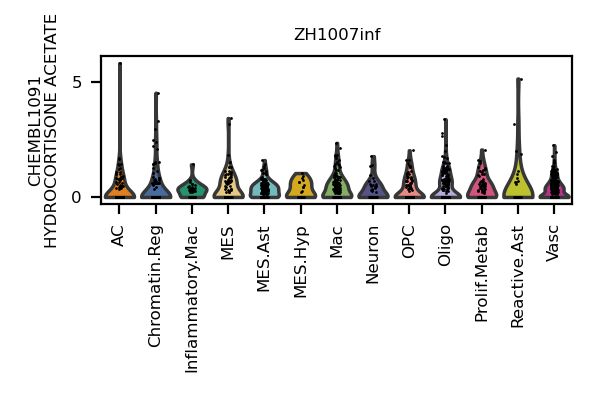 ZH1007inf
CHEMBL1091
HYDROCORTISONE ACETATE
5
0
AC
Chromatin.Reg
Inflammatory.Mac
MES
MES.Ast
MES.Hyp
Mac
Neuron
OPC
Oligo
Prolif.Metab
Reactive.Ast
Vasc